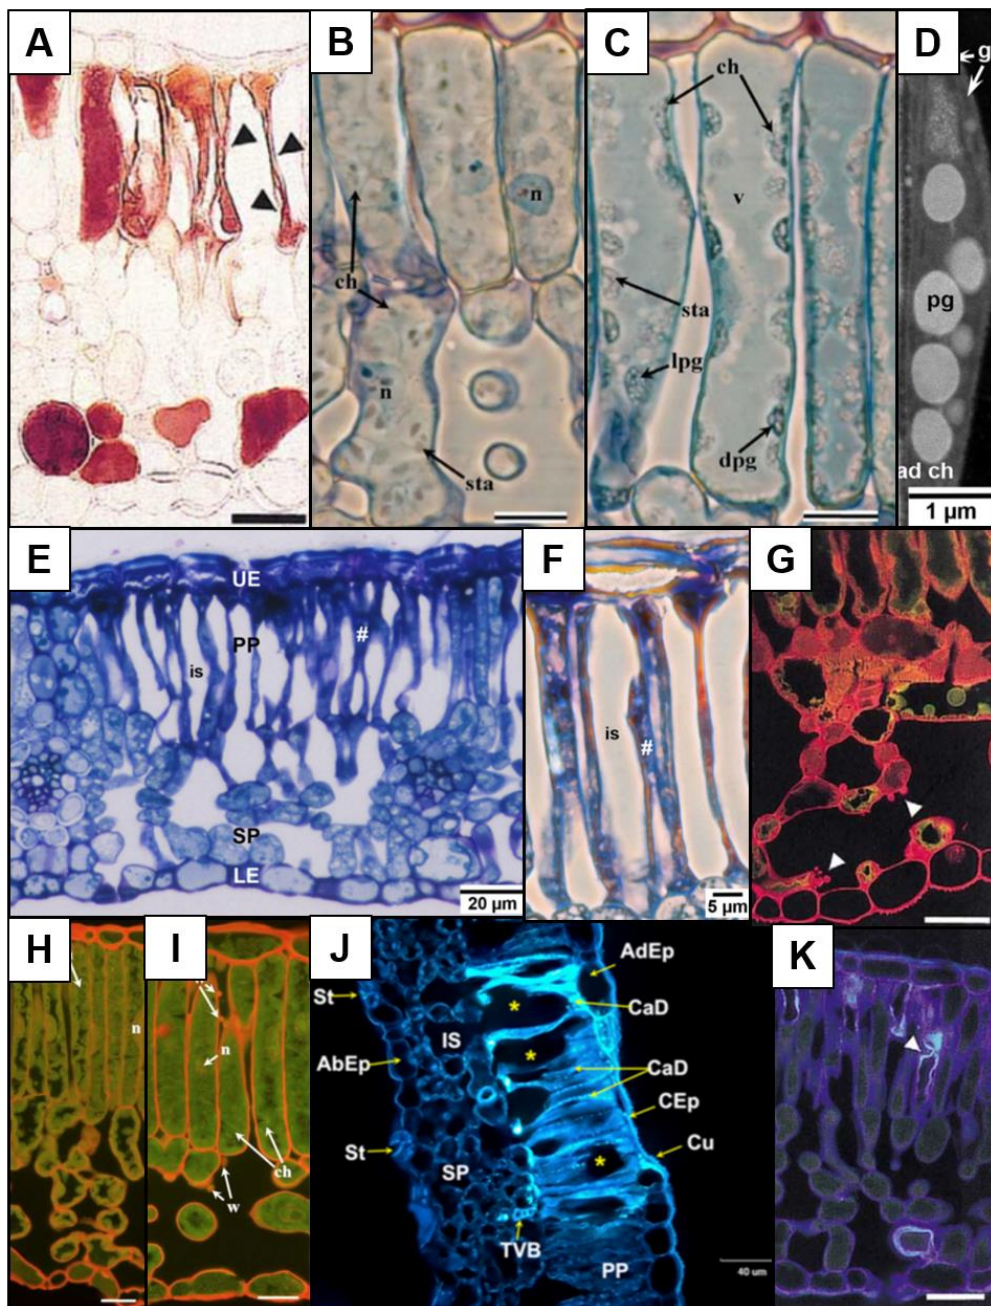 A
B
C
D
g
n
ch
n
sta
ch
v
sta
lpg
dpg
pg
ad ch
1 µm
E
UE
PP
#
is
SP
LE
20 µm
F
is
#
5 µm
G
H
n
I
n
ch
w
J
AdEp
St
CaD
IS
*
AbEp
*
CaD
CEp
St
SP
*
Cu
TVB
PP
40 um
K